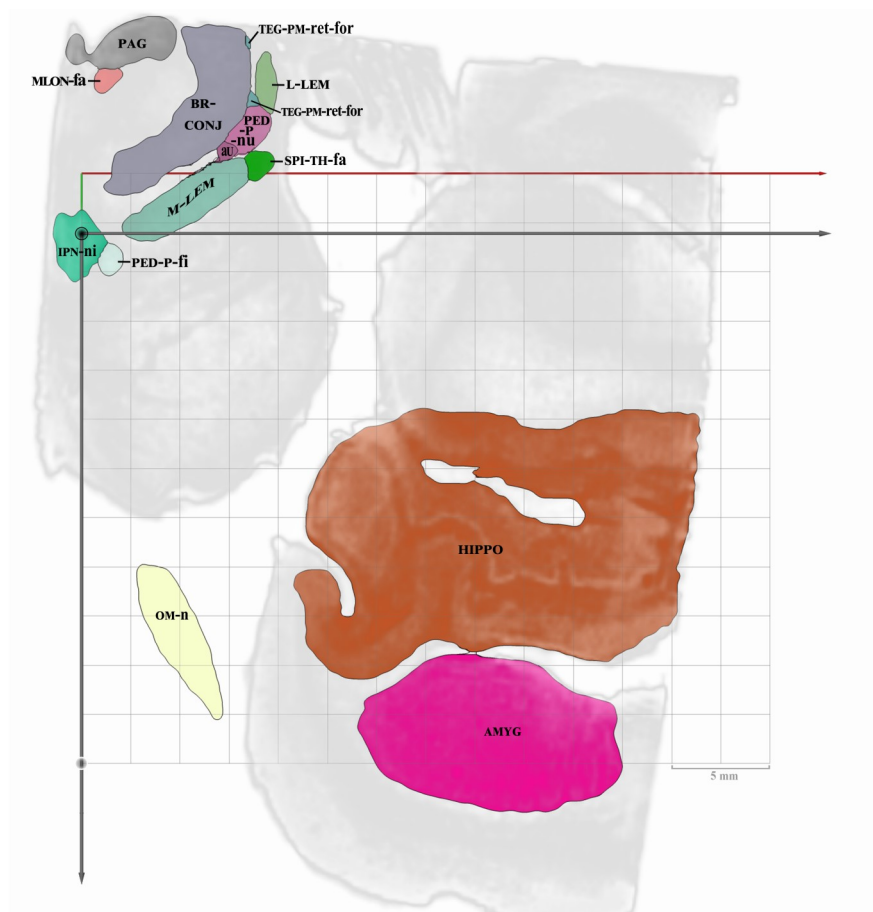 TEG-PM-ret-for
PAG
MLON-fa
L-LEM
BR-
CONJ
TEG-PM-ret-for
PED
-P
-nu
aU
SPI-TH-fa
M-LEM
IPN-ni
PED-P-fi
HIPPO
OM-n
AMYG
5 mm